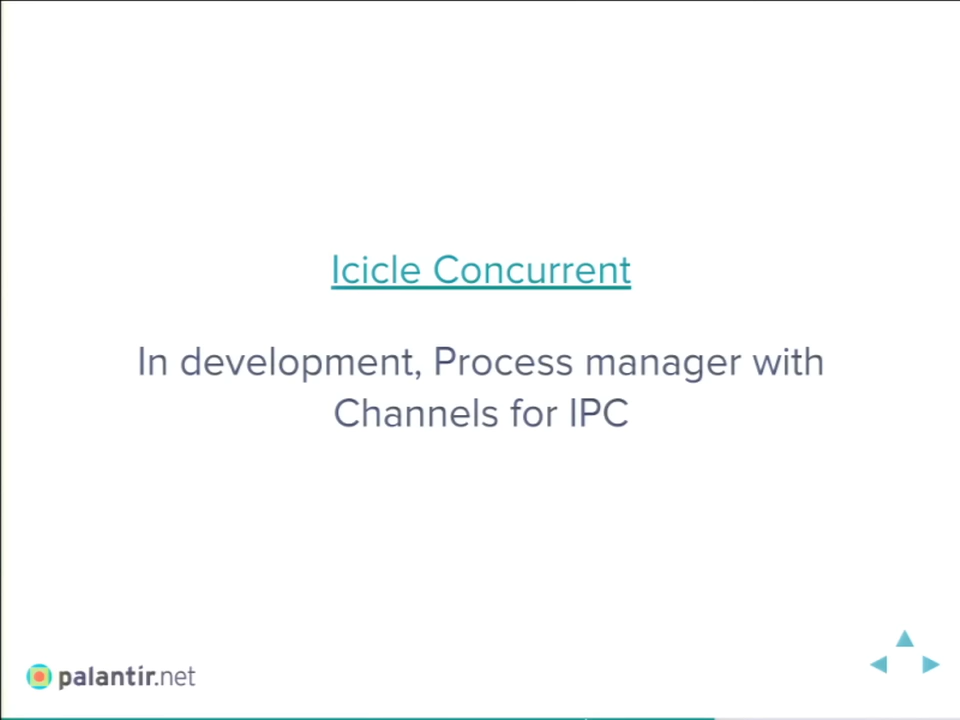 Icicle Concurrent
In development, Process manager with
Channels for IPC
palantir.net